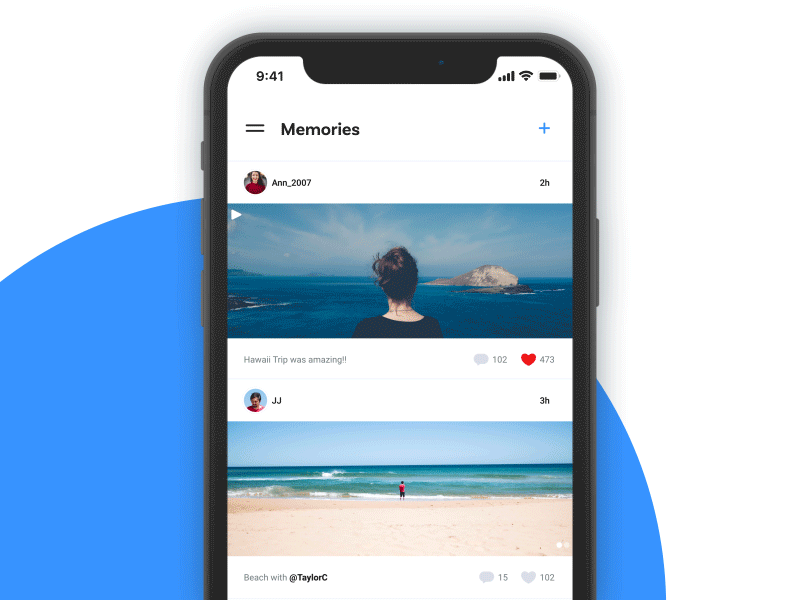 9:41
Memories
Ann_2007 2h
Hawaii Trip was amazing!! 102 473
JJ 3h
Beach with @TaylorC 15 102